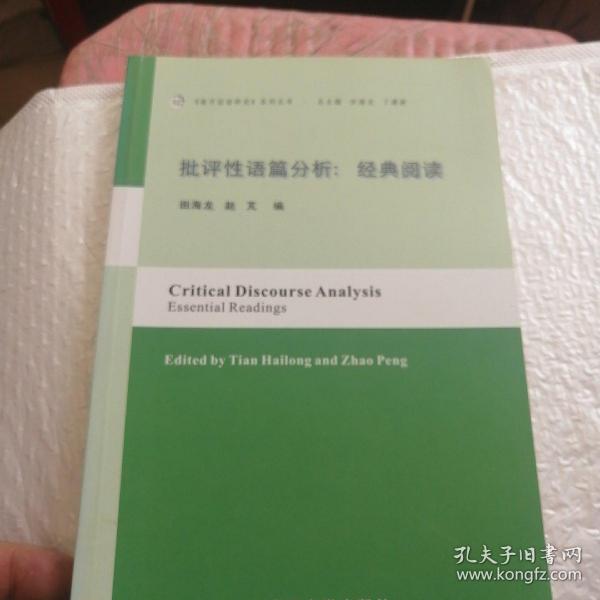 批评性语篇分析：经典阅读
田海龙 赵芃 编
Critical Discourse Analysis
Essential Readings
Edited by Tian Hailong and Zhao Peng
孔夫子旧书网
www.kongfz.com